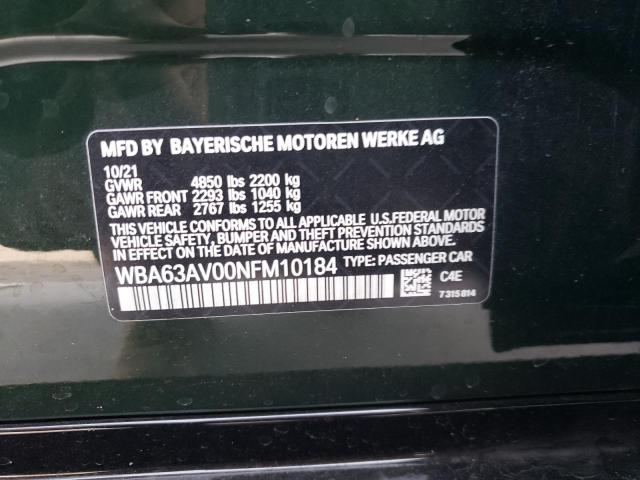 MFD BY BAYERISCHE MOTOREN WERKE AG
10/21
GVWR 4850 lbs 2200 kg
GAWR FRONT 2293 lbs 1040 kg
GAWR REAR 2767 lbs 1255 kg
THIS VEHICLE CONFORMS TO ALL APPLICABLE U.S.FEDERAL MOTOR
VEHICLE SAFETY, BUMPER AND THEFT PREVENTION STANDARDS
IN EFFECT ON THE DATE OF MANUFACTURE SHOWN ABOVE.
WBA63AV00NFM10184 TYPE: PASSENGER CAR
C4E
7315814